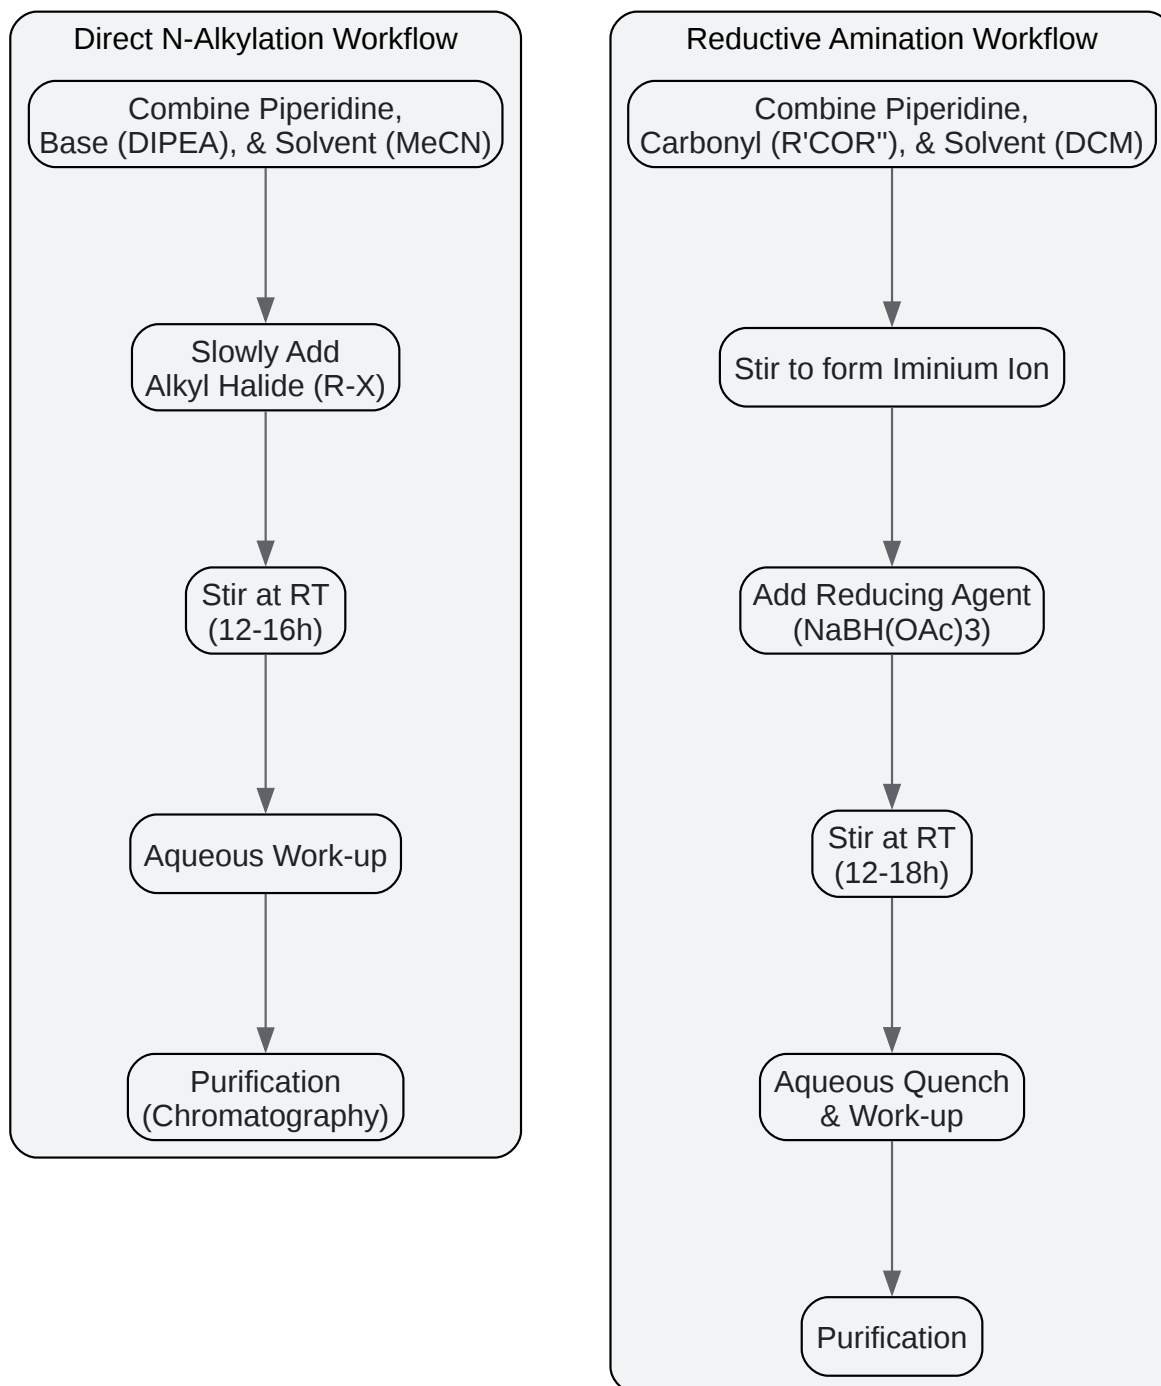 Direct N-Alkylation Workflow
Combine Piperidine,
Base (DIPEA), & Solvent (MeCN)
Slowly Add
Alkyl Halide (R-X)
Stir at RT
(12-16h)
Aqueous Work-up
Purification
(Chromatography)
Reductive Amination Workflow
Combine Piperidine,
Carbonyl (R'COR"), & Solvent (DCM)
Stir to form Iminium Ion
Add Reducing Agent
(NaBH(OAc)3)
Stir at RT
(12-18h)
Aqueous Quench
& Work-up
Purification